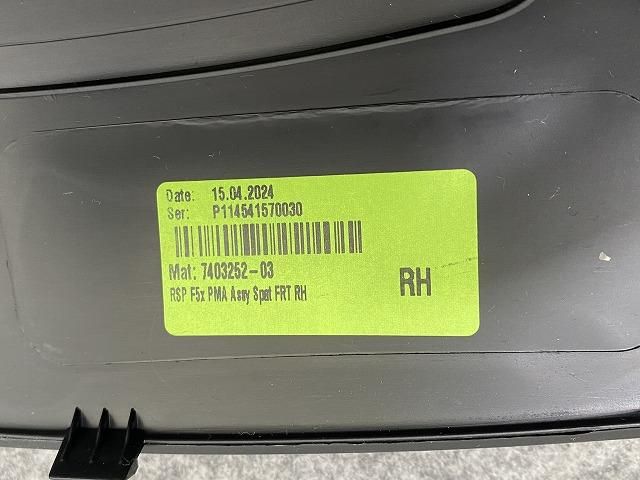 Date: 15.04.2024
Ser: P114541570030
Mat: 7403252-03
RSP F5x PMA Assy Spat FRT RH
RH